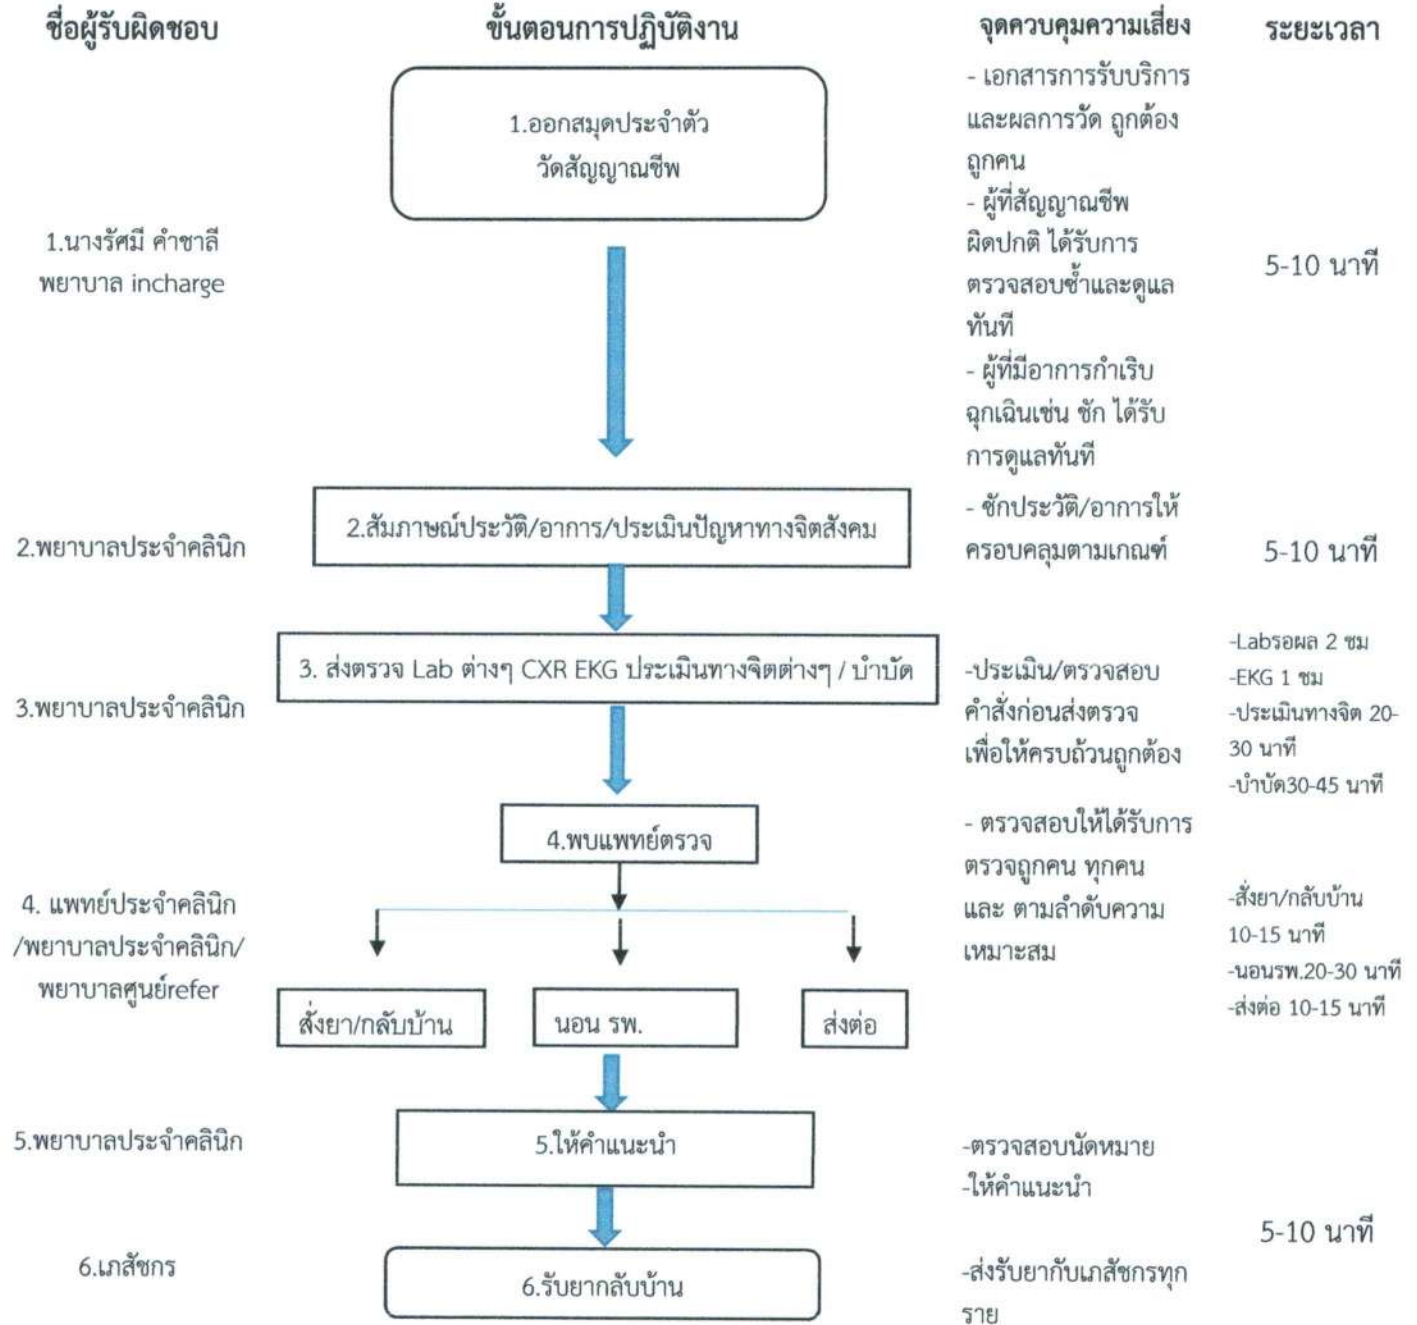 ชื่อผู้รับผิดชอบ
ขั้นตอนการปฏิบัติงาน
จุดควบคุมความเสี่ยง
ระยะเวลา
1.ออกสมุดประจำตัว
วัดสัญญาณชีพ
1.นางรัศมี คำชาลี
พยาบาล incharge
- เอกสารการรับบริการ
และผลการวัด ถูกต้อง
ถูกคน
- ผู้ที่สัญญาณชีพ
ผิดปกติ ได้รับการ
ตรวจสอบซ้ำและดูแล
ทันที
- ผู้ที่มีอาการกำเริบ
ฉุกเฉินเช่น ชัก ได้รับ
การดูแลทันที
5-10 นาที
2.พยาบาลประจำคลินิก
2.สัมภาษณ์ประวัติ/อาการ/ประเมินปัญหาทางจิตสังคม
- ซักประวัติ/อาการให้
ครอบคลุมตามเกณฑ์
5-10 นาที
3.พยาบาลประจำคลินิก
3. ส่งตรวจ Lab ต่างๆ CXR EKG ประเมินทางจิตต่างๆ / บำบัด
-ประเมิน/ตรวจสอบ
คำสั่งก่อนส่งตรวจ
เพื่อให้ครบถ้วนถูกต้อง
-Labรอผล 2 ชม
-EKG 1 ชม
-ประเมินทางจิต 20-
30 นาที
-บำบัด30-45 นาที
4. แพทย์ประจำคลินิก
/พยาบาลประจำคลินิก/
พยาบาลศูนย์refer
4.พบแพทย์ตรวจ
สั่งยา/กลับบ้าน
นอน รพ.
ส่งต่อ
- ตรวจสอบให้ได้รับการ
ตรวจถูกคน ทุกคน
และ ตามลำดับความ
เหมาะสม
-สั่งยา/กลับบ้าน
10-15 นาที
-นอนรพ.20-30 นาที
-ส่งต่อ 10-15 นาที
5.พยาบาลประจำคลินิก
5.ให้คำแนะนำ
-ตรวจสอบนัดหมาย
-ให้คำแนะนำ
5-10 นาที
6.เภสัชกร
6.รับยากลับบ้าน
-ส่งรับยากับเภสัชกรทุก
ราย